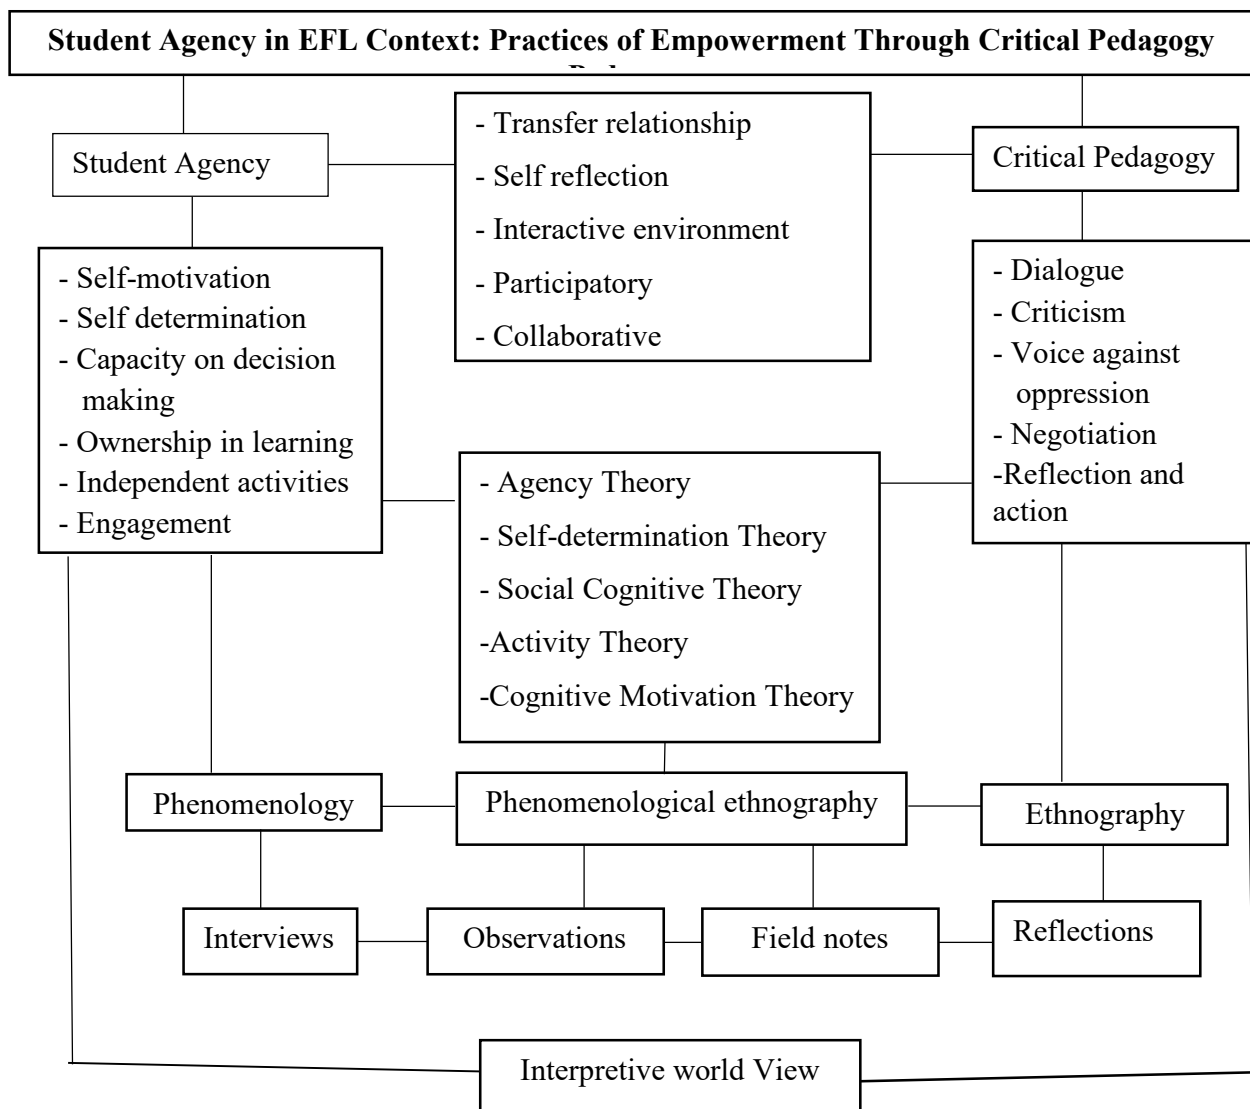 Student Agency in EFL Context: Practices of Empowerment Through Critical Pedagogy
Student Agency
- Transfer relationship
- Self reflection
- Interactive environment
- Participatory
- Collaborative
Critical Pedagogy
- Self-motivation
- Self determination
- Capacity on decision
making
- Ownership in learning
- Independent activities
- Engagement
- Dialogue
- Criticism
- Voice against
oppression
- Negotiation
-Reflection and
action
- Agency Theory
- Self-determination Theory
- Social Cognitive Theory
-Activity Theory
-Cognitive Motivation Theory
Phenomenology
Phenomenological ethnography
Ethnography
Interviews
Observations
Field notes
Reflections
Interpretive world View